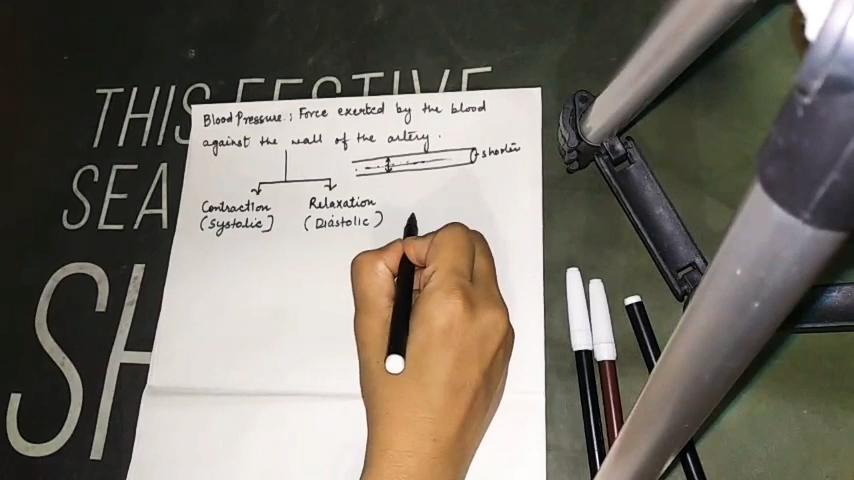 THIS FESTIVE
SEA
SH
Blood Pressure : Force exerted by the blood
against the wall of the artery.
Contraction
(Systolic)
Relaxation
(Diastolic)